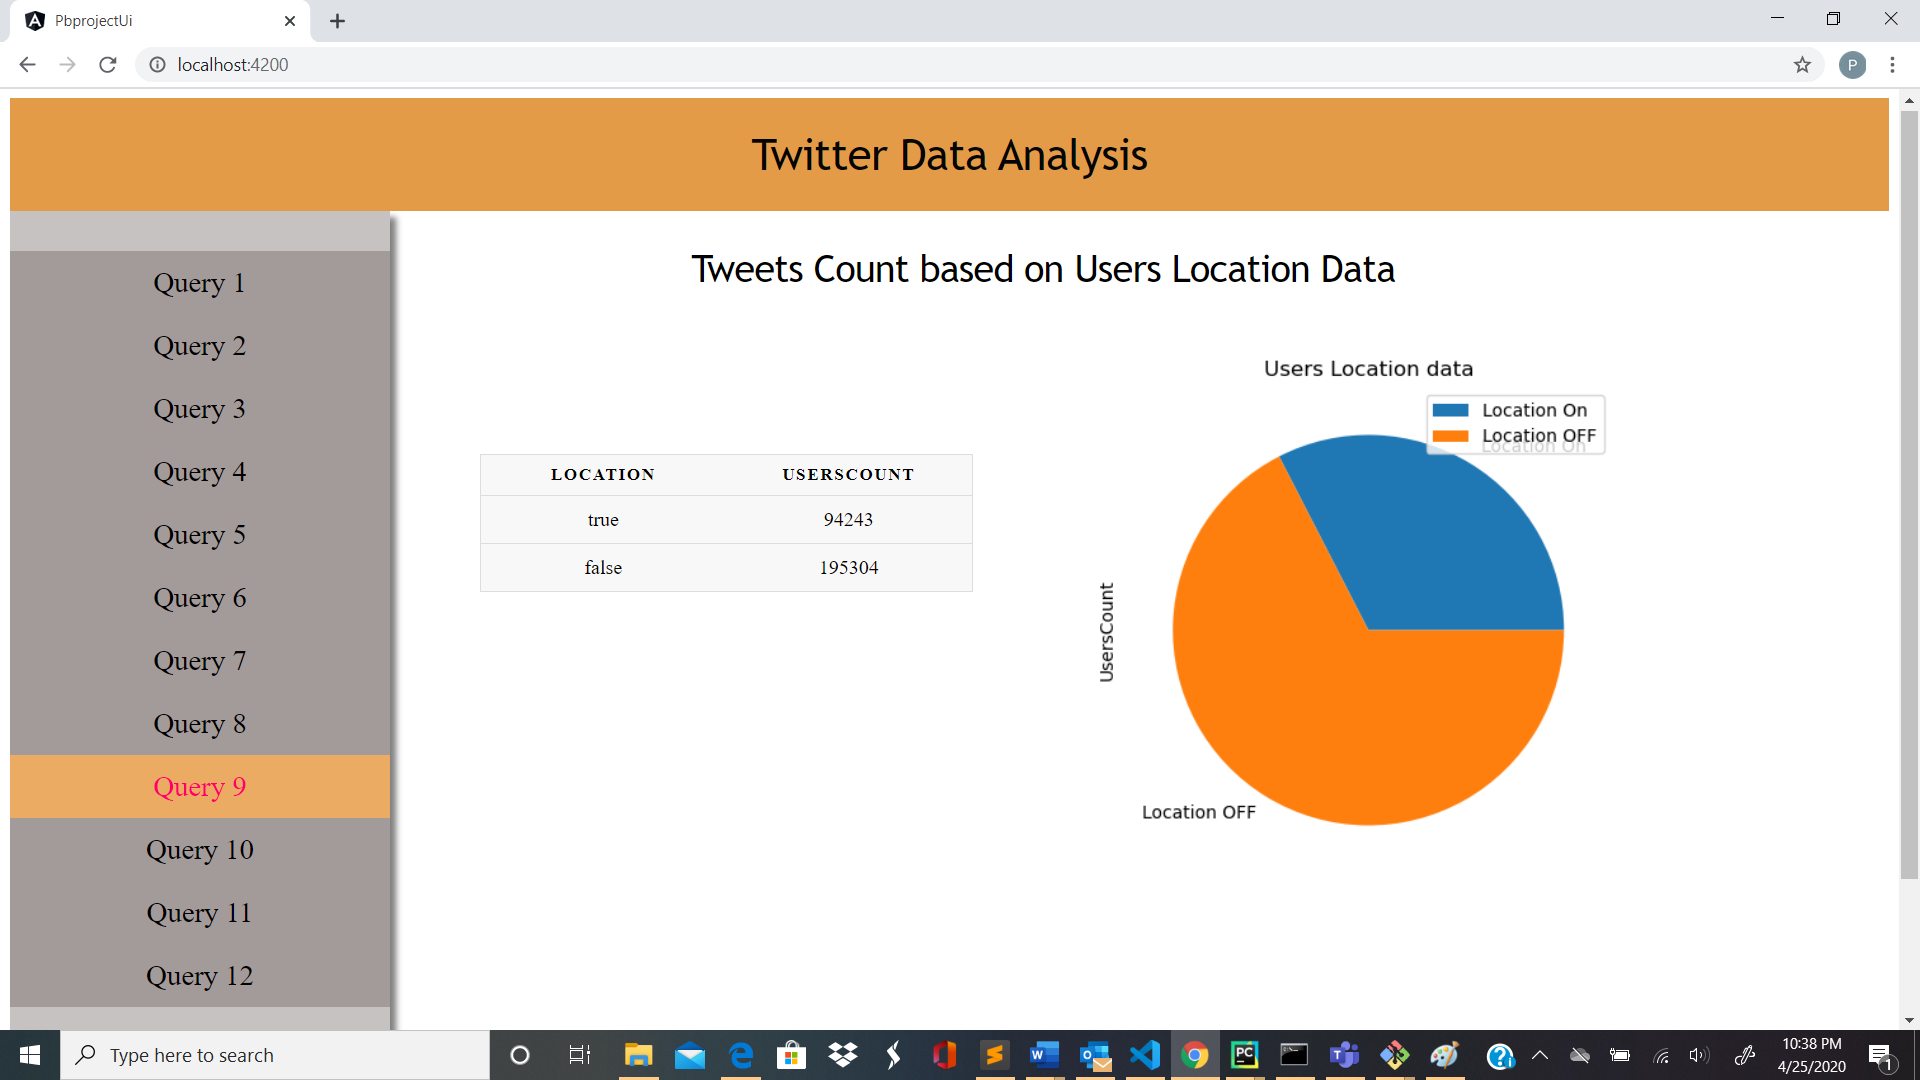 PbprojectUi
localhost:4200
P
Twitter Data Analysis
Query 1
Query 2
Query 3
Query 4
Query 5
Query 6
Query 7
Query 8
Query 9
Query 10
Query 11
Query 12
Tweets Count based on Users Location Data
LOCATION USERSCOUNT
true 94243
false 195304
Users Location data
Location On
Location OFF
Location On
UsersCount
Location OFF
Type here to search
10:38 PM
4/25/2020
1